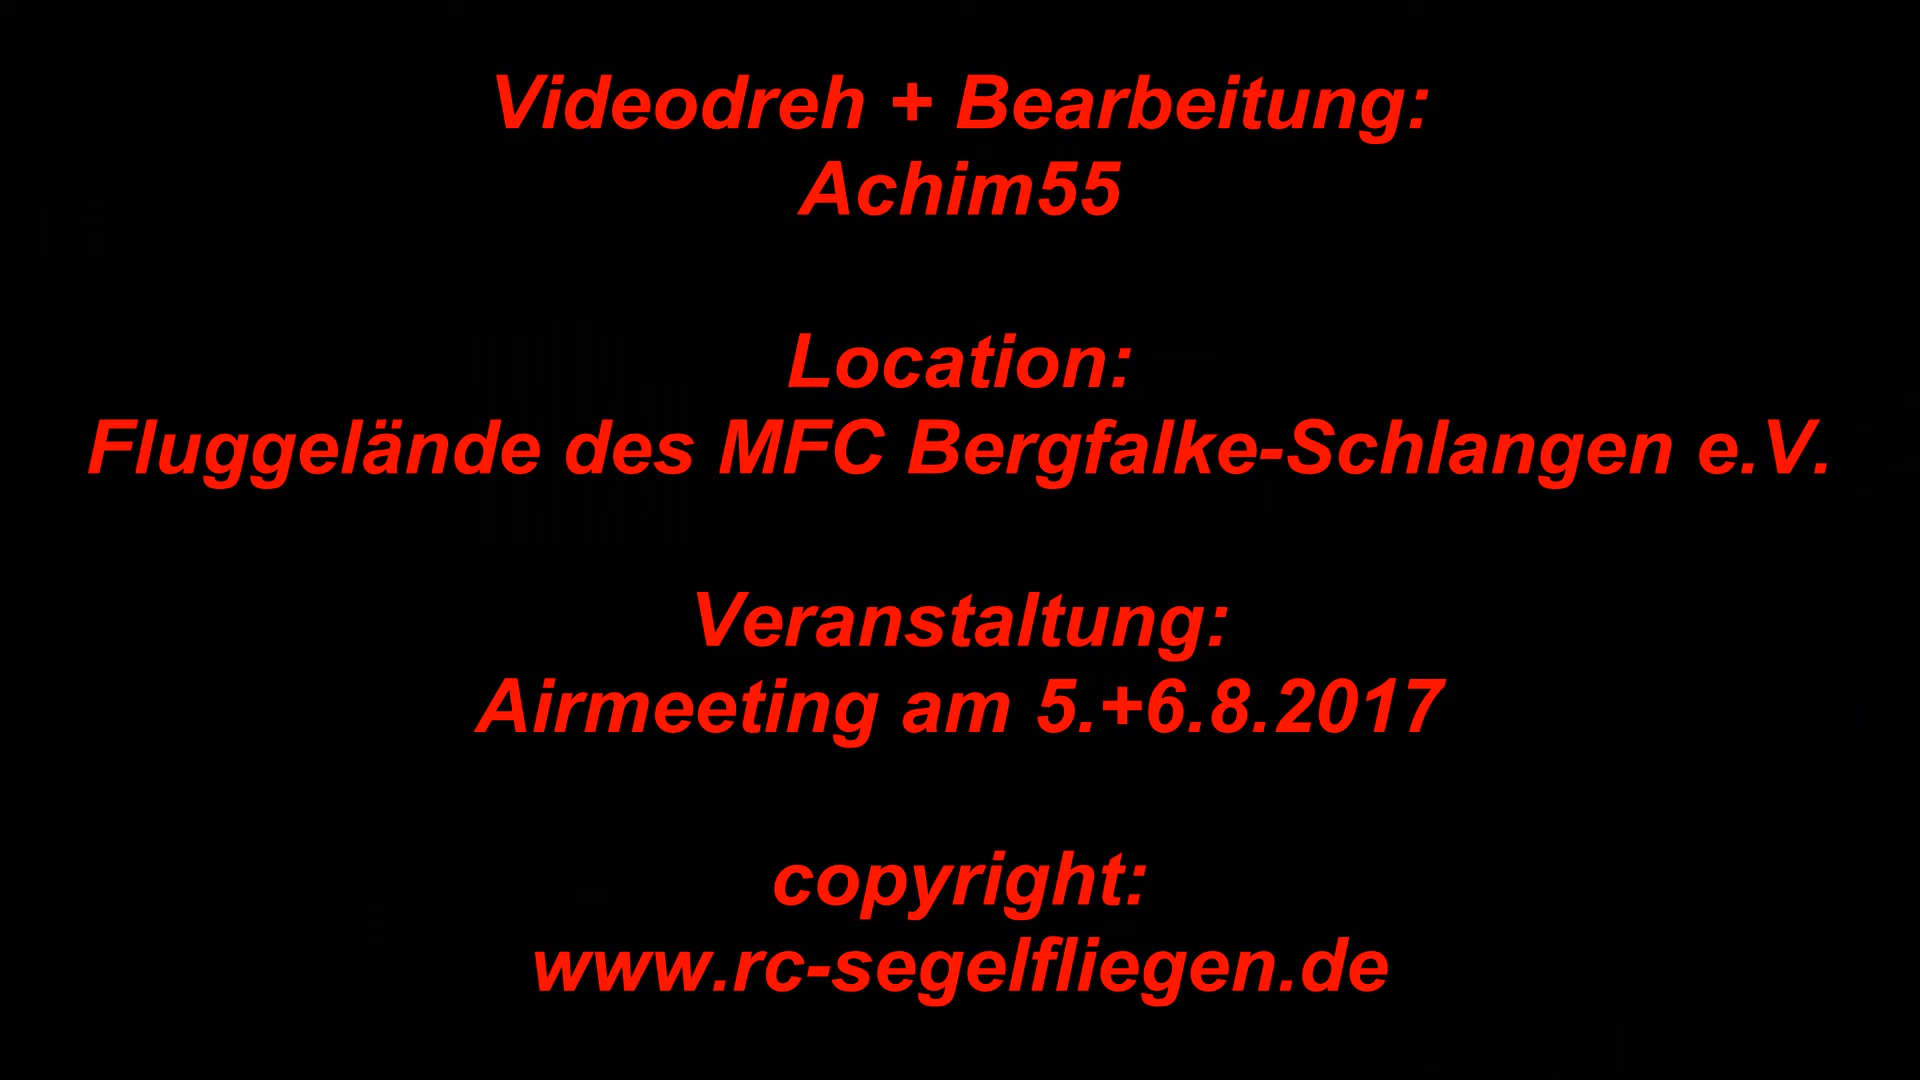 Videodreh + Bearbeitung:
Achim55
Location:
Fluggelände des MFC Bergfalke-Schlangen e.V.
Veranstaltung:
Airmeeting am 5.+6.8.2017
copyright:
www.rc-segelfliegen.de